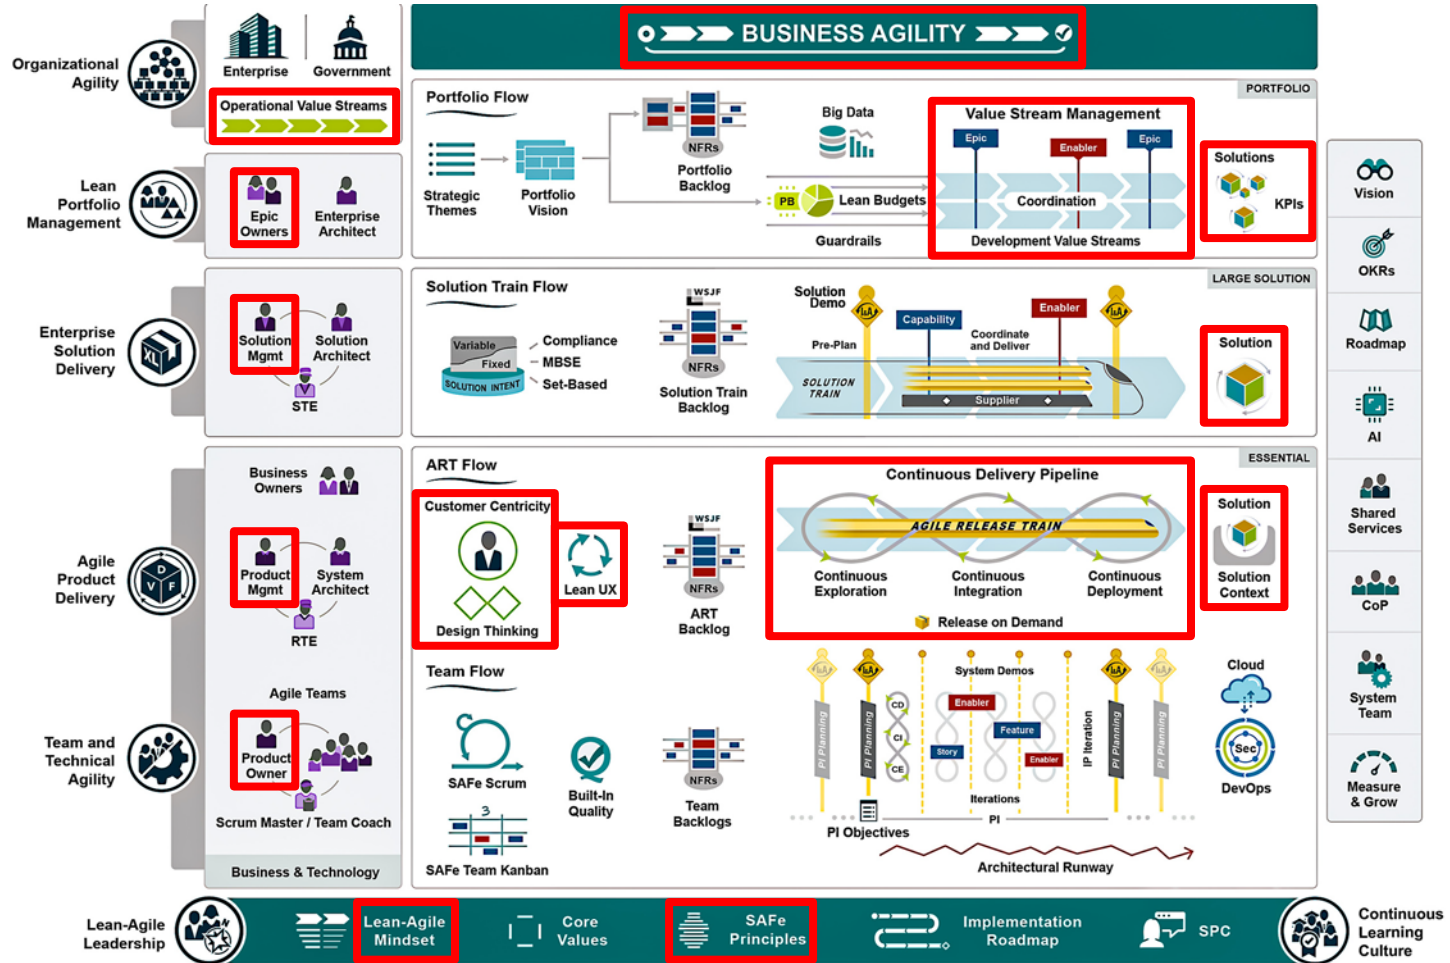 Organizational
Agility
Enterprise
Government
Operational Value Streams
BUSINESS AGILITY
Lean
Portfolio
Management
Epic
Owners
Enterprise
Architect
PORTFOLIO
Portfolio Flow
Strategic
Themes
Portfolio
Vision
NFRs
Portfolio
Backlog
Big Data
PB
Lean Budgets
Guardrails
Value Stream Management
Epic
Enabler
Epic
Coordination
Development Value Streams
Solutions
KPIs
Enterprise
Solution
Delivery
XL
Solution
Mgmt
Solution
Architect
STE
LARGE SOLUTION
Solution Train Flow
Variable
Fixed
SOLUTION INTENT
Compliance
MBSE
Set-Based
WSJF
NFRs
Solution Train
Backlog
Solution
Demo
I&A
Pre-Plan
Capability
Coordinate
and Deliver
Enabler
I&A
SOLUTION
TRAIN
Supplier
Solution
Agile
Product
Delivery
D
V
F
Business
Owners
Product
Mgmt
System
Architect
RTE
ESSENTIAL
ART Flow
Customer Centricity
Design Thinking
Lean UX
WSJF
NFRs
ART
Backlog
Continuous Delivery Pipeline
AGILE RELEASE TRAIN
Continuous
Exploration
Continuous
Integration
Continuous
Deployment
Release on Demand
Solution
Solution
Context
Team and
Technical
Agility
Agile Teams
Product
Owner
Scrum Master / Team Coach
Business & Technology
Team Flow
SAFe Scrum
3
SAFe Team Kanban
Built-In
Quality
NFRs
Team
Backlogs
I&A
PI Planning
I&A
PI Planning
CD
CI
CE
System Demos
Enabler
Story
Feature
Enabler
IP Iteration
I&A
PI Planning
I&A
PI Planning
Iterations
PI
PI Objectives
Architectural Runway
Cloud
Sec
DevOps
Vision
OKRs
Roadmap
AI
Shared
Services
CoP
System
Team
Measure
& Grow
Lean-Agile
Leadership
Lean-Agile
Mindset
Core
Values
SAFe
Principles
Implementation
Roadmap
SPC
Continuous
Learning
Culture